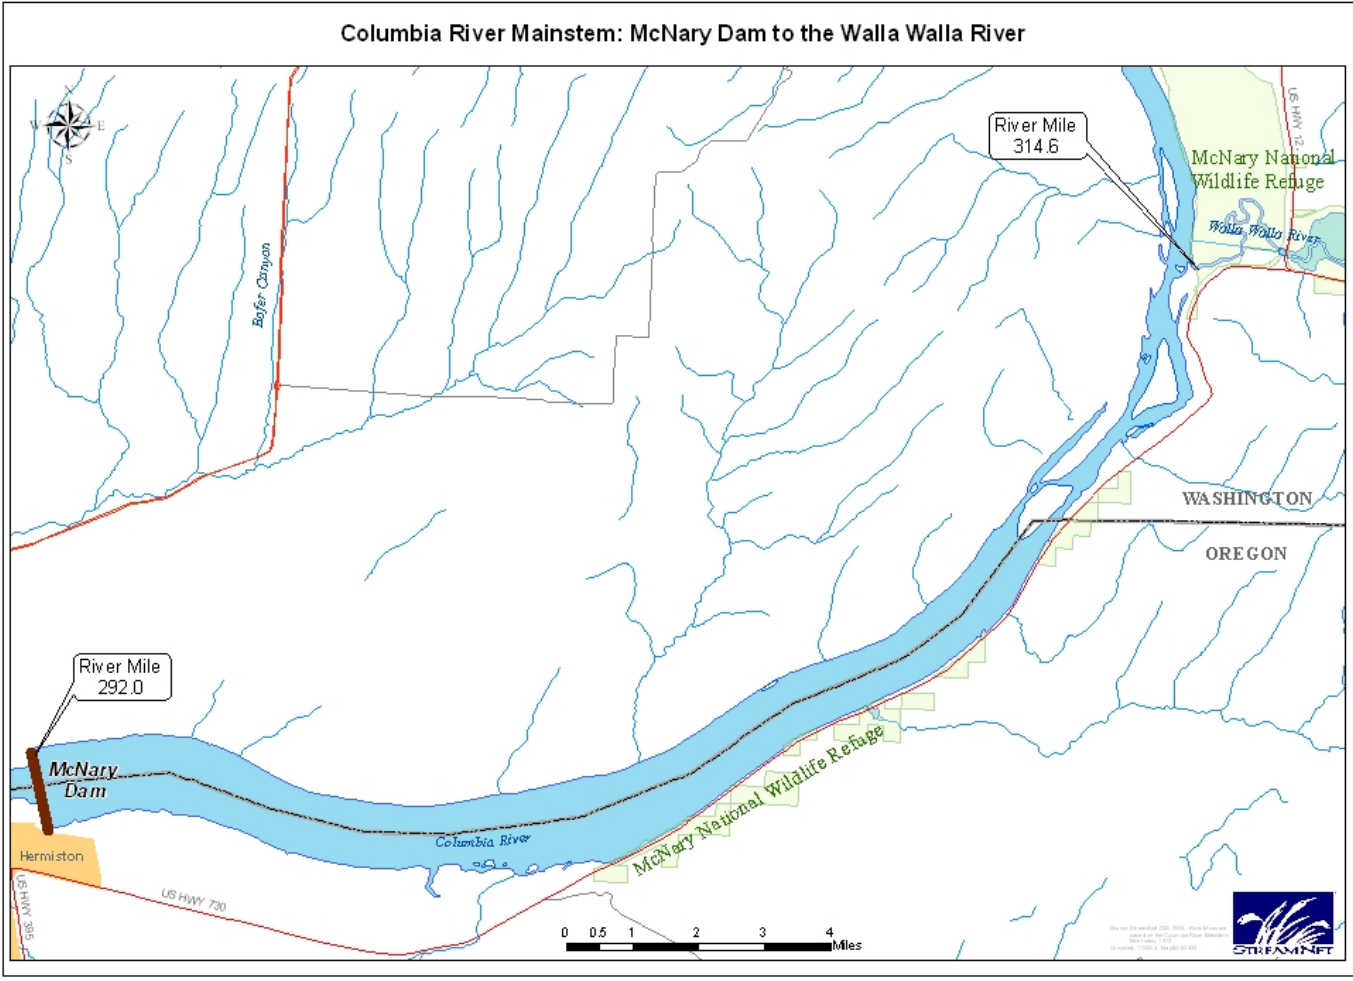 Columbia River Mainstem: McNary Dam to the Walla Walla River
N
W E
S
River Mile
314.6
US HWY 12
McNary National
Wildlife Refuge
Walla Walla River
Bofer Canyon
WASHINGTON
OREGON
River Mile
292.0
McNary
Dam
Columbia River
McNary National Wildlife Refuge
Hermiston
US HWY 730
US HWY 395
0 0.5 1 2 3 4
Miles
STREAMNET